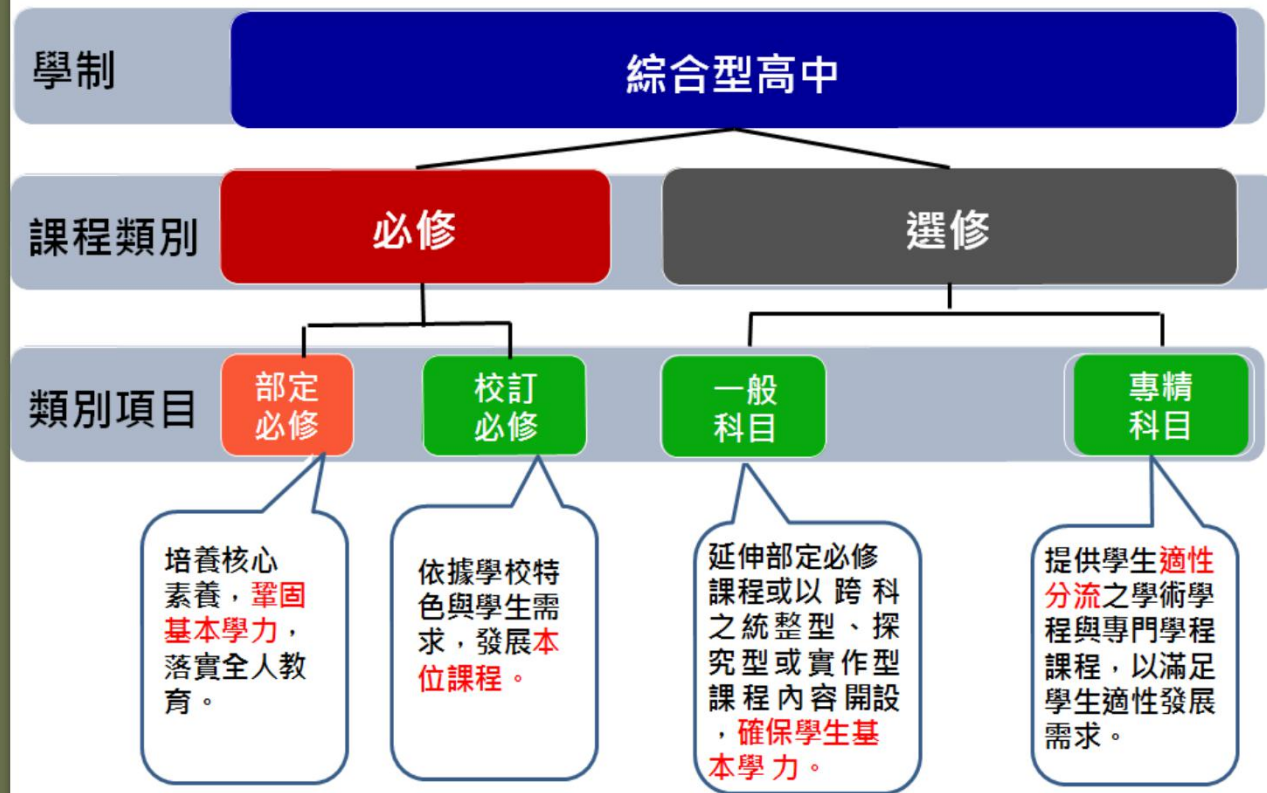 學制
綜合型高中
課程類別
必修
選修
類別項目
部定
必修
校訂
必修
一般
科目
專精
科目
培養核心
素養，鞏固
基本學力，
落實全人教
育。
依據學校特
色與學生需
求，發展本
位課程。
延伸部定必修
課程或以 跨 科
之統整型、探
究型或實作型
課程內容開設
，確保學生基
本學 力。
提供學生適性
分流之學術學
程與專門學程
課程，以滿足
學生適性發展
需求。